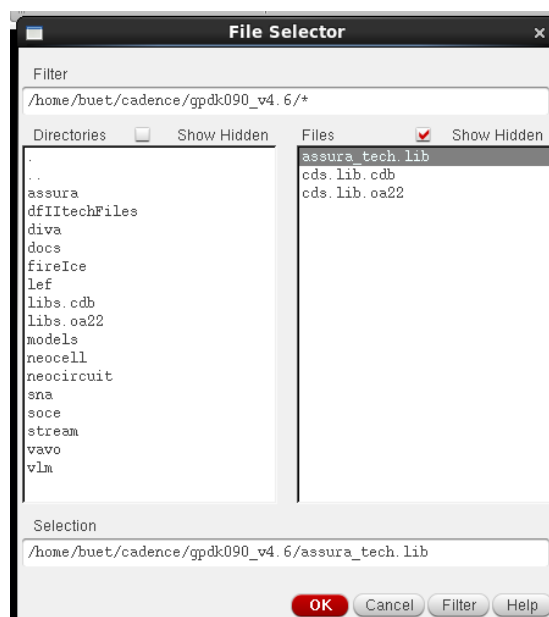 File Selector
Filter
/home/buet/cadence/gpdk090_v4.6/*
Directories
Show Hidden
.
..
assura
dfIItechFiles
diva
docs
fireIce
lef
libs.cdb
libs.oa22
models
neocell
neocircuit
sna
soce
stream
vavo
vlm
Files
Show Hidden
assura_tech.lib
cds.lib.cdb
cds.lib.oa22
Selection
/home/buet/cadence/gpdk090_v4.6/assura_tech.lib
OK Cancel Filter Help